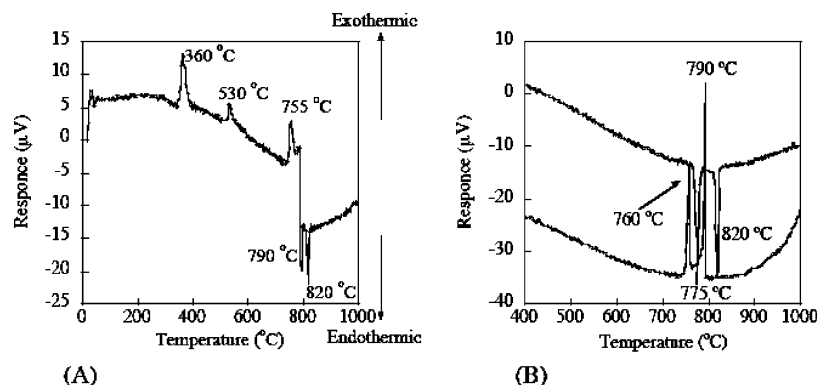 Exothermic
15
10
5
0
-5
-10
-15
-20
-25
Responce (µV)
360 °C
530 °C
755 °C
790 °C
820 °C
0 200 400 600 800 1000
Temperature (°C)
Endothermic
(A)
10
0
-10
-20
-30
-40
Responce (µV)
790 °C
760 °C
820 °C
775 °C
400 500 600 700 800 900 1000
Temperature (°C)
(B)